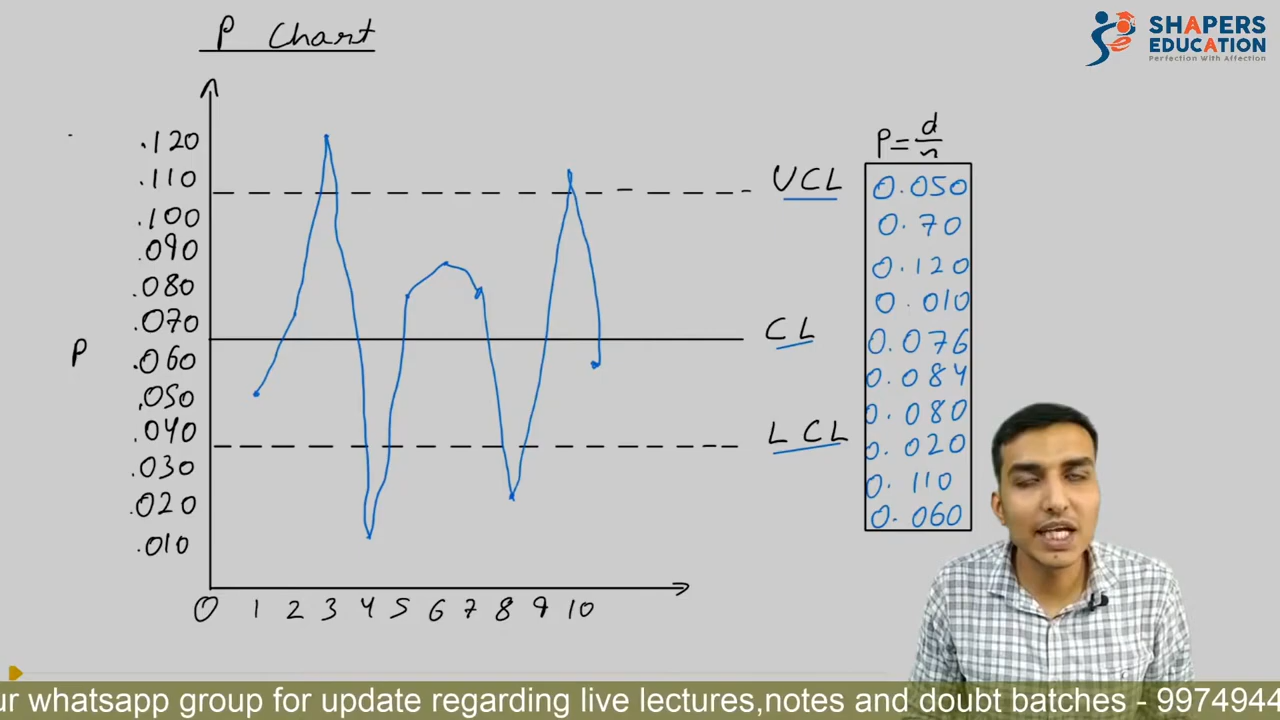 P Chart
SHAPERS
EDUCATION
Perfection With Affection
P = d/n
.120
.110
.100
.090
.080
.070
.060
.050
.040
.030
.020
.010
P
UCL
CL
LCL
0.050
0.70
0.120
0.010
0.076
0.084
0.080
0.020
0.110
0.060
0 1 2 3 4 5 6 7 8 9 10
ur whatsapp group for update regarding live lectures,notes and doubt batches - 9974944